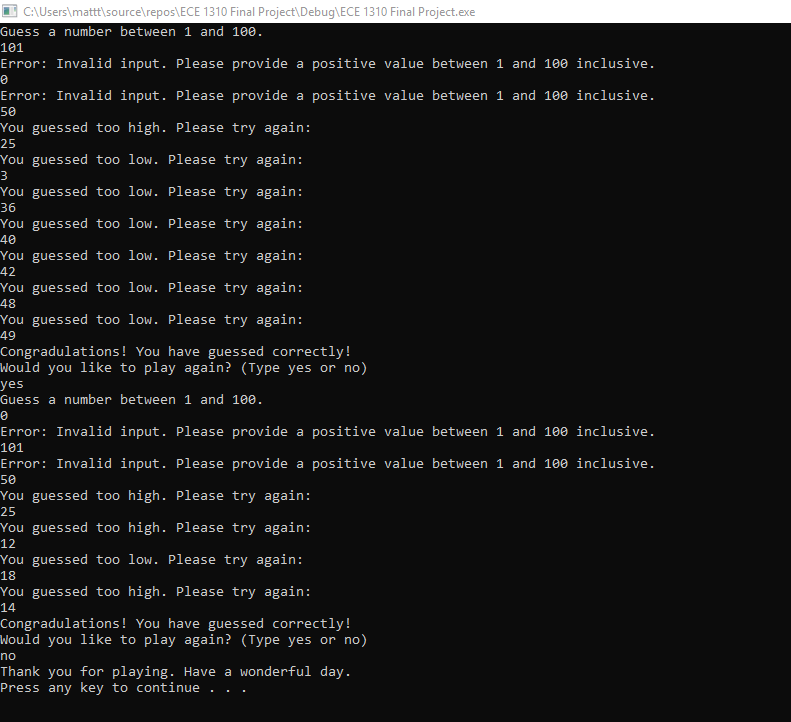 C:\Users\mattt\source\repos\ECE 1310 Final Project\Debug\ECE 1310 Final Project.exe
Guess a number between 1 and 100.
101
Error: Invalid input. Please provide a positive value between 1 and 100 inclusive.
0
Error: Invalid input. Please provide a positive value between 1 and 100 inclusive.
50
You guessed too high. Please try again:
25
You guessed too low. Please try again:
3
You guessed too low. Please try again:
36
You guessed too low. Please try again:
40
You guessed too low. Please try again:
42
You guessed too low. Please try again:
48
You guessed too low. Please try again:
49
Congradulations! You have guessed correctly!
Would you like to play again? (Type yes or no)
yes
Guess a number between 1 and 100.
0
Error: Invalid input. Please provide a positive value between 1 and 100 inclusive.
101
Error: Invalid input. Please provide a positive value between 1 and 100 inclusive.
50
You guessed too high. Please try again:
25
You guessed too high. Please try again:
12
You guessed too low. Please try again:
18
You guessed too high. Please try again:
14
Congradulations! You have guessed correctly!
Would you like to play again? (Type yes or no)
no
Thank you for playing. Have a wonderful day.
Press any key to continue . . .